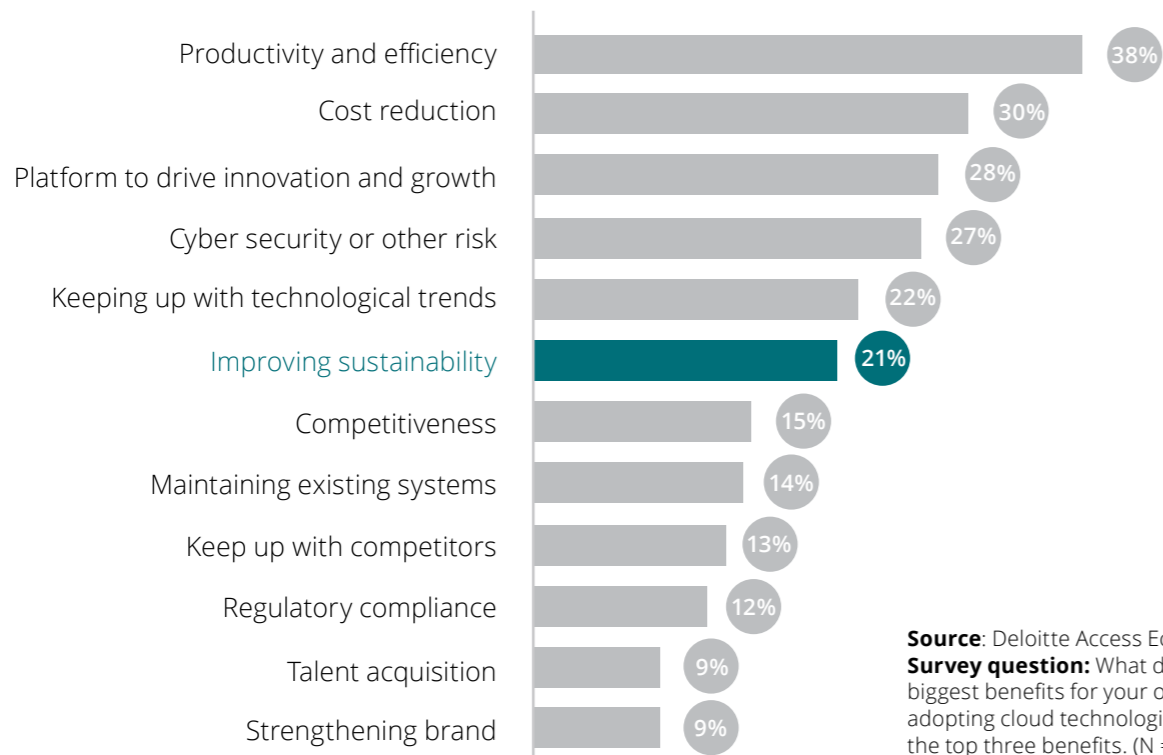 Productivity and efficiency 38%
Cost reduction 30%
Platform to drive innovation and growth 28%
Cyber security or other risk 27%
Keeping up with technological trends 22%
Improving sustainability 21%
Competitiveness 15%
Maintaining existing systems 14%
Keep up with competitors 13%
Regulatory compliance 12%
Talent acquisition 9%
Strengthening brand 9%
Source: Deloitte Access
Survey question: What
biggest benefits for your
adopting cloud
the top three benefits. (N =